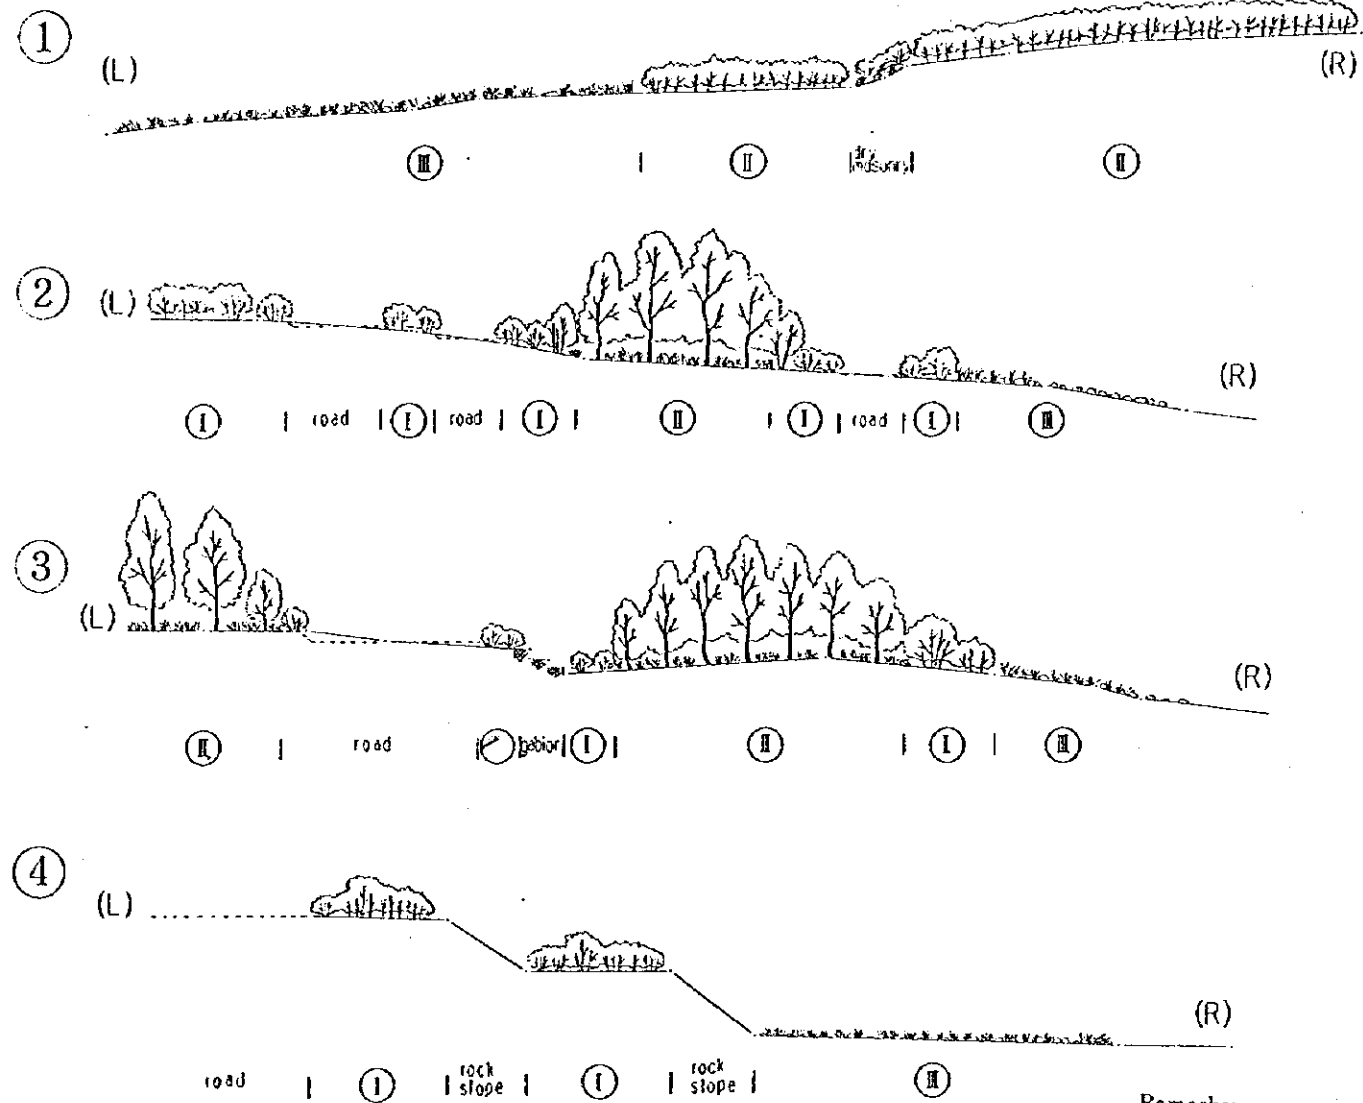 1
(L)
(R)
Ⅲ | Ⅱ | dry masonry | Ⅱ
2
(L)
(R)
Ⅰ | road | Ⅰ | road | Ⅰ | Ⅱ | Ⅰ | road | Ⅰ | Ⅲ
3
(L)
(R)
| road | gabion | Ⅰ | Ⅱ | Ⅰ | Ⅲ
4
(L)
(R)
road | Ⅰ | rock slope | Ⅰ | rock slope | Ⅲ